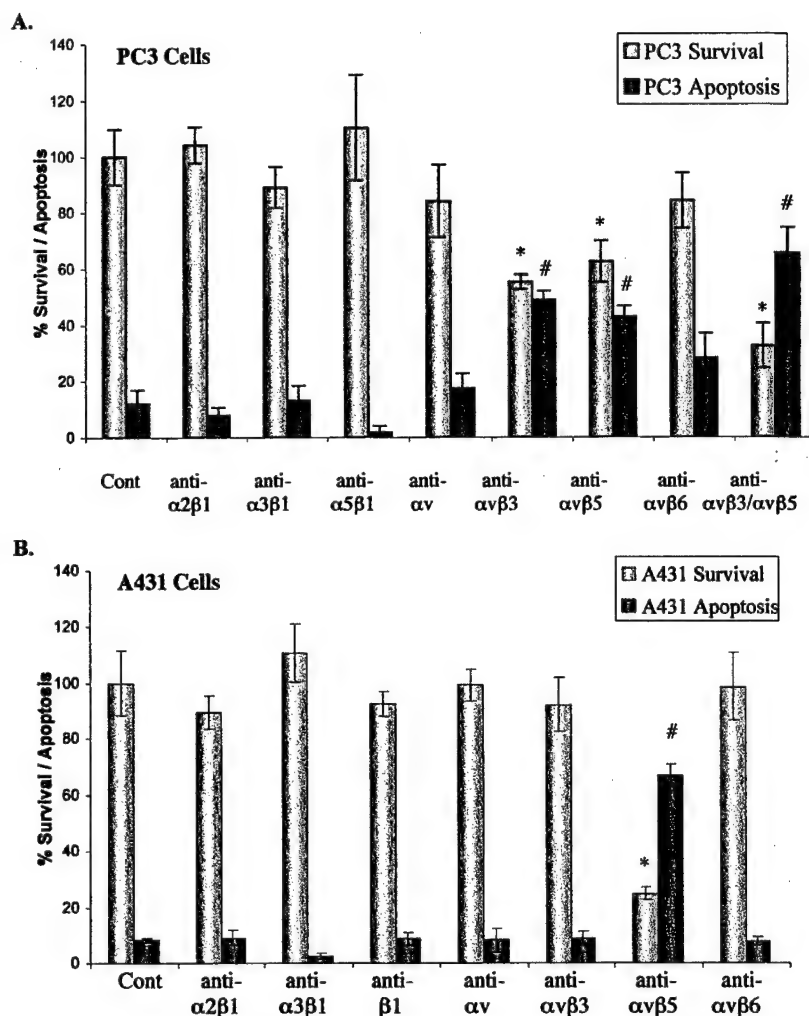 A.
PC3 Cells
PC3 Survival
PC3 Apoptosis
% Survival / Apoptosis
140
120
100
80
60
40
20
0
* # * # * #
Cont anti-α2β1 anti-α3β1 anti-α5β1 anti-αv anti-αvβ3 anti-αvβ5 anti-αvβ6 anti-αvβ3/αvβ5
B.
A431 Cells
A431 Survival
A431 Apoptosis
% Survival / Apoptosis
140
120
100
80
60
40
20
0
* #
Cont anti-α2β1 anti-α3β1 anti-β1 anti-αv anti-αvβ3 anti-αvβ5 anti-αvβ6